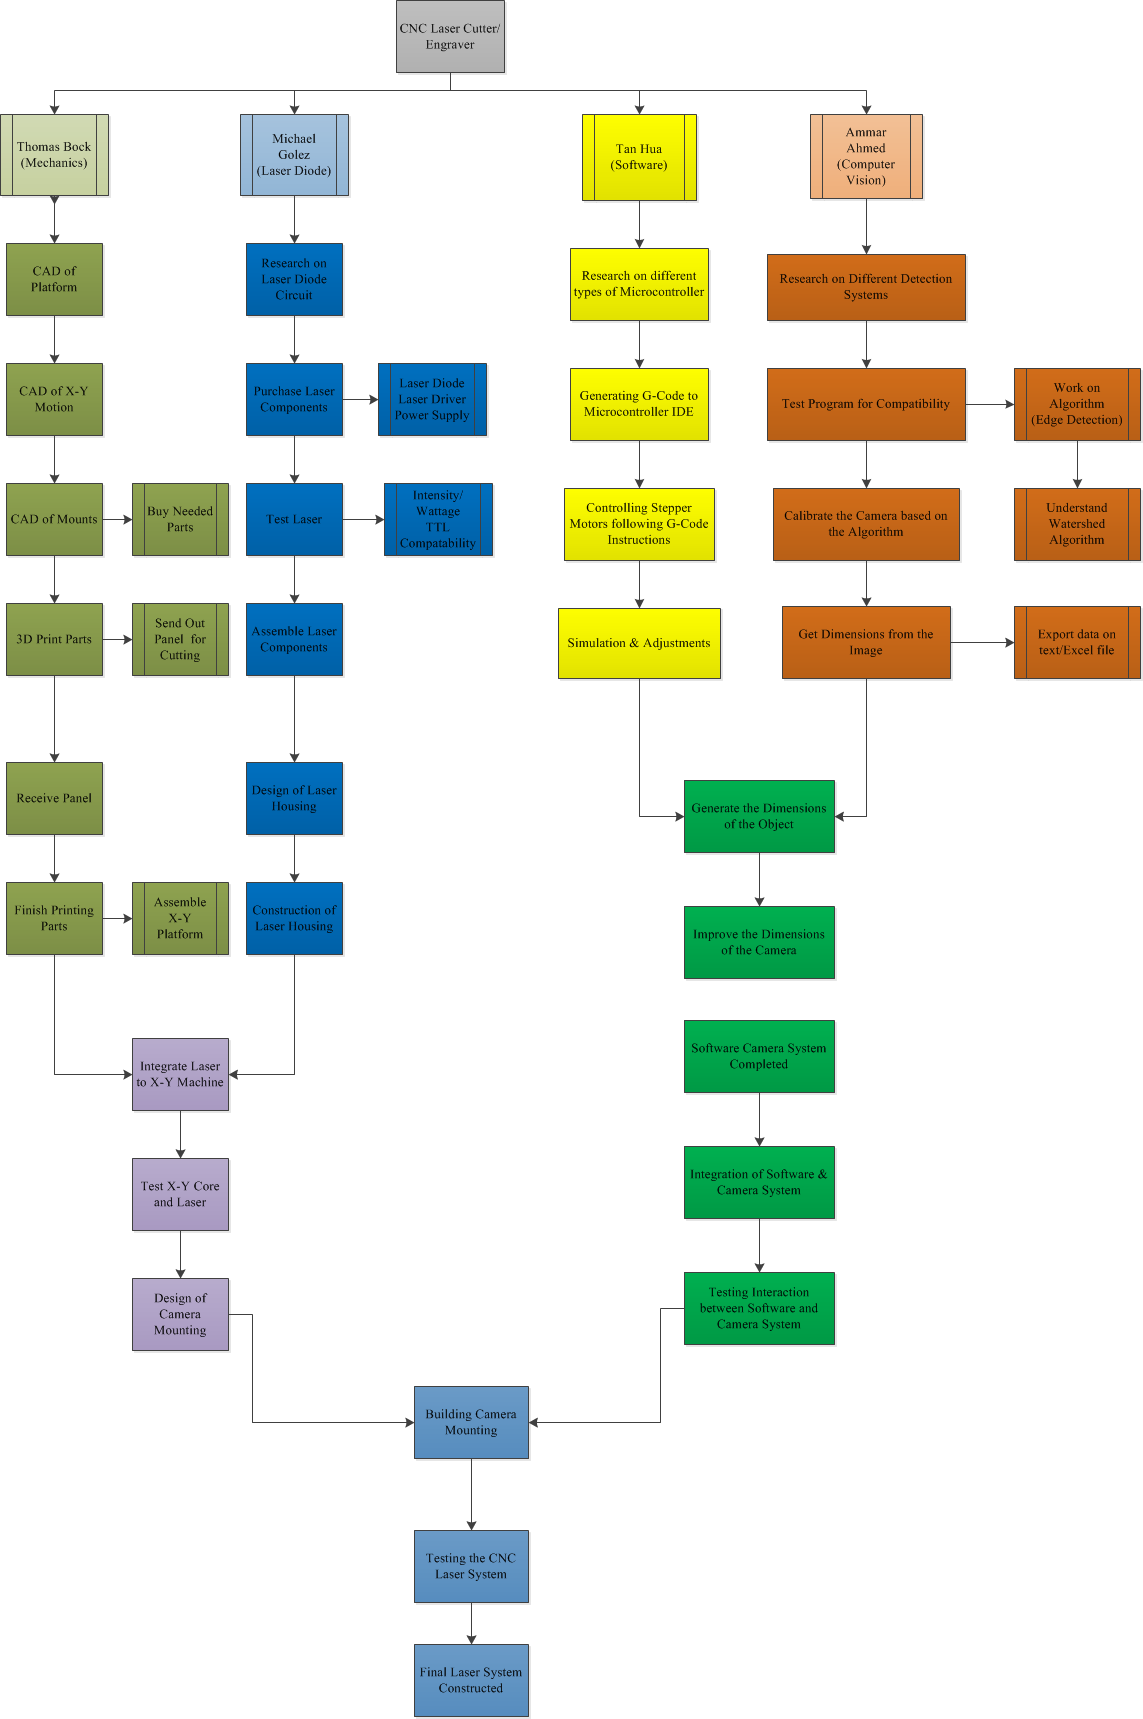 CNC Laser Cutter/
Engraver
Thomas Bock
(Mechanics)
Michael
Golez
(Laser Diode)
Tan Hua
(Software)
Ammar
Ahmed
(Computer
Vision)
CAD of
Platform
Research on
Laser Diode
Circuit
Research on different
types of Microcontroller
Research on Different Detection
Systems
CAD of X-Y
Motion
Purchase Laser
Components
Laser Diode
Laser Driver
Power Supply
Generating G-Code to
Microcontroller IDE
Test Program for Compatibility
Work on
Algorithm
(Edge Detection)
CAD of Mounts
Buy Needed
Parts
Test Laser
Intensity/
Wattage
TTL
Compatability
Controlling Stepper
Motors following G-Code
Instructions
Calibrate the Camera based on
the Algorithm
Understand
Watershed
Algorithm
3D Print Parts
Send Out
Panel for
Cutting
Assemble Laser
Components
Simulation & Adjustments
Get Dimensions from the
Image
Export data on
text/Excel file
Receive Panel
Design of Laser
Housing
Generate the Dimensions
of the Object
Finish Printing
Parts
Assemble
X-Y
Platform
Construction of
Laser Housing
Improve the Dimensions
of the Camera
Integrate Laser
to X-Y Machine
Software Camera System
Completed
Test X-Y Core
and Laser
Integration of Software &
Camera System
Design of
Camera
Mounting
Testing Interaction
between Software and
Camera System
Building Camera
Mounting
Testing the CNC
Laser System
Final Laser System
Constructed